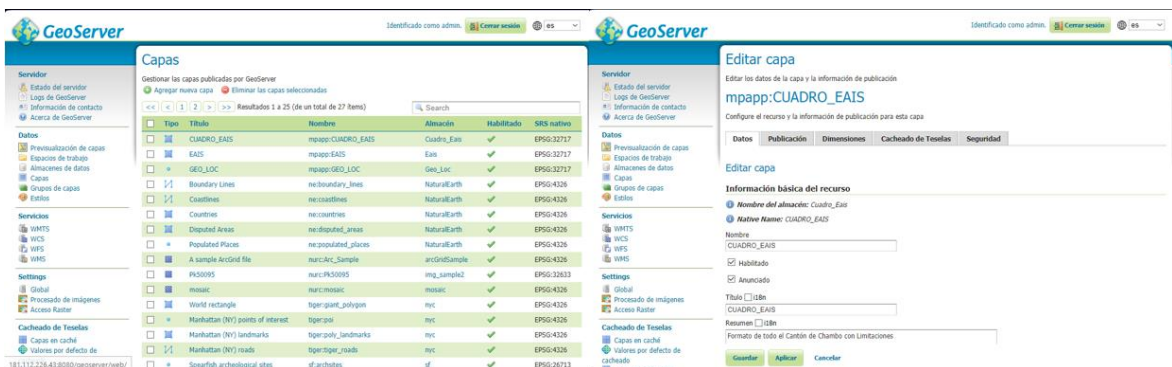 GeoServer
Identificado como admin.
Cerrar sesión
es
Servidor
Estado del servidor
Logs de GeoServer
Información de contacto
Acerca de GeoServer
Datos
Previsualización de capas
Espacios de trabajo
Almacenes de datos
Capas
Grupos de capas
Estilos
Servicios
WMTS
WCS
WFS
WMS
Settings
Global
Procesado de imágenes
Acceso Raster
Cacheado de Teselas
Capas en caché
Valores por defecto de
181.112.226.43:8080/geoserver/web/
Capas
Gestionar las capas publicadas por GeoServer
Agregar nueva capa Eliminar las capas seleccionadas
<< < 1 2 > >> Resultados 1 a 25 (de un total de 27 ítems) Search
Tipo Título Nombre Almacén Habilitado SRS nativo
CUADRO_EAIS mpapp:CUADRO_EAIS Cuadro_Eais EPSG:32717
EAIS mpapp:EAIS Eais EPSG:32717
GEO_LOC mpapp:GEO_LOC Geo_Loc EPSG:32717
Boundary Lines ne:boundary_lines NaturalEarth EPSG:4326
Coastlines ne:coastlines NaturalEarth EPSG:4326
Countries ne:countries NaturalEarth EPSG:4326
Disputed Areas ne:disputed_areas NaturalEarth EPSG:4326
Populated Places ne:populated_places NaturalEarth EPSG:4326
A sample ArcGrid file nurc:Arc_Sample arcGridSample EPSG:4326
Pk50095 nurc:Pk50095 img_sample2 EPSG:32633
mosaic nurc:mosaic mosaic EPSG:4326
World rectangle tiger:giant_polygon nyc EPSG:4326
Manhattan (NY) points of interest tiger:poi nyc EPSG:4326
Manhattan (NY) landmarks tiger:poly_landmarks nyc EPSG:4326
Manhattan (NY) roads tiger:tiger_roads nyc EPSG:4326
Spearfish archeological sites sf:archsites sf EPSG:26713
GeoServer
Identificado como admin.
Cerrar sesión
es
Servidor
Estado del servidor
Logs de GeoServer
Información de contacto
Acerca de GeoServer
Datos
Previsualización de capas
Espacios de trabajo
Almacenes de datos
Capas
Grupos de capas
Estilos
Servicios
WMTS
WCS
WFS
WMS
Settings
Global
Procesado de imágenes
Acceso Raster
Cacheado de Teselas
Capas en caché
Valores por defecto de
cacheado
Editar capa
Editar los datos de la capa y la información de publicación
mpapp:CUADRO_EAIS
Configure el recurso y la información de publicación para esta capa
Datos Publicación Dimensiones Cacheado de Teselas Seguridad
Editar capa
Información básica del recurso
Nombre del almacén: Cuadro_Eais
Native Name: CUADRO_EAIS
Nombre
CUADRO_EAIS
Habilitado
Anunciado
Título i18n
CUADRO_EAIS
Resumen i18n
Formato de todo el Cantón de Chambo con Limitaciones
Guardar Aplicar Cancelar